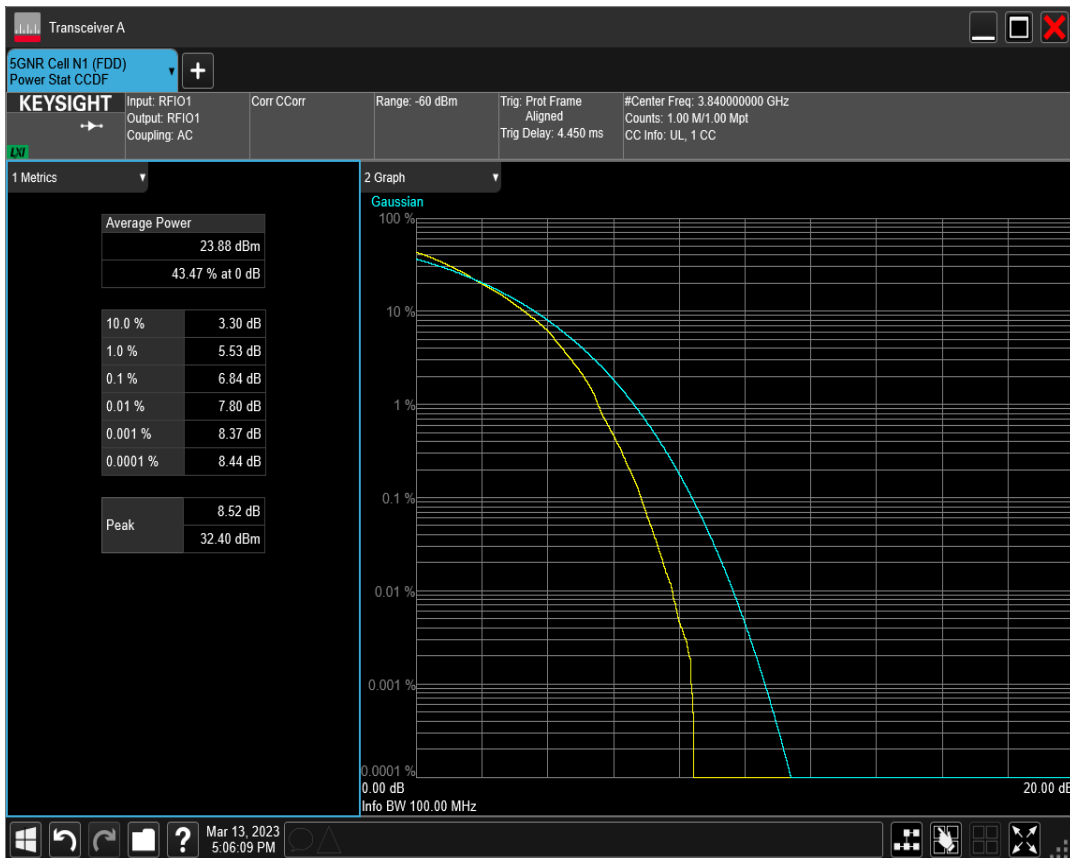 Transceiver A
5GNR Cell N1 (FDD)
Power Stat CCDF
KEYSIGHT
LXI
Input: RFIO1
Output: RFIO1
Coupling: AC
Corr CCorr
Range: -60 dBm
Trig: Prot Frame
Aligned
Trig Delay: 4.450 ms
#Center Freq: 3.840000000 GHz
Counts: 1.00 M/1.00 Mpt
CC Info: UL, 1 CC
1 Metrics
Average Power
23.88 dBm
43.47 % at 0 dB
10.0 % 3.30 dB
1.0 % 5.53 dB
0.1 % 6.84 dB
0.01 % 7.80 dB
0.001 % 8.37 dB
0.0001 % 8.44 dB
Peak
8.52 dB
32.40 dBm
2 Graph
Gaussian
100 %
10 %
1 %
0.1 %
0.01 %
0.001 %
0.0001 %
0.00 dB 20.00 dB
Info BW 100.00 MHz
Mar 13, 2023
5:06:09 PM